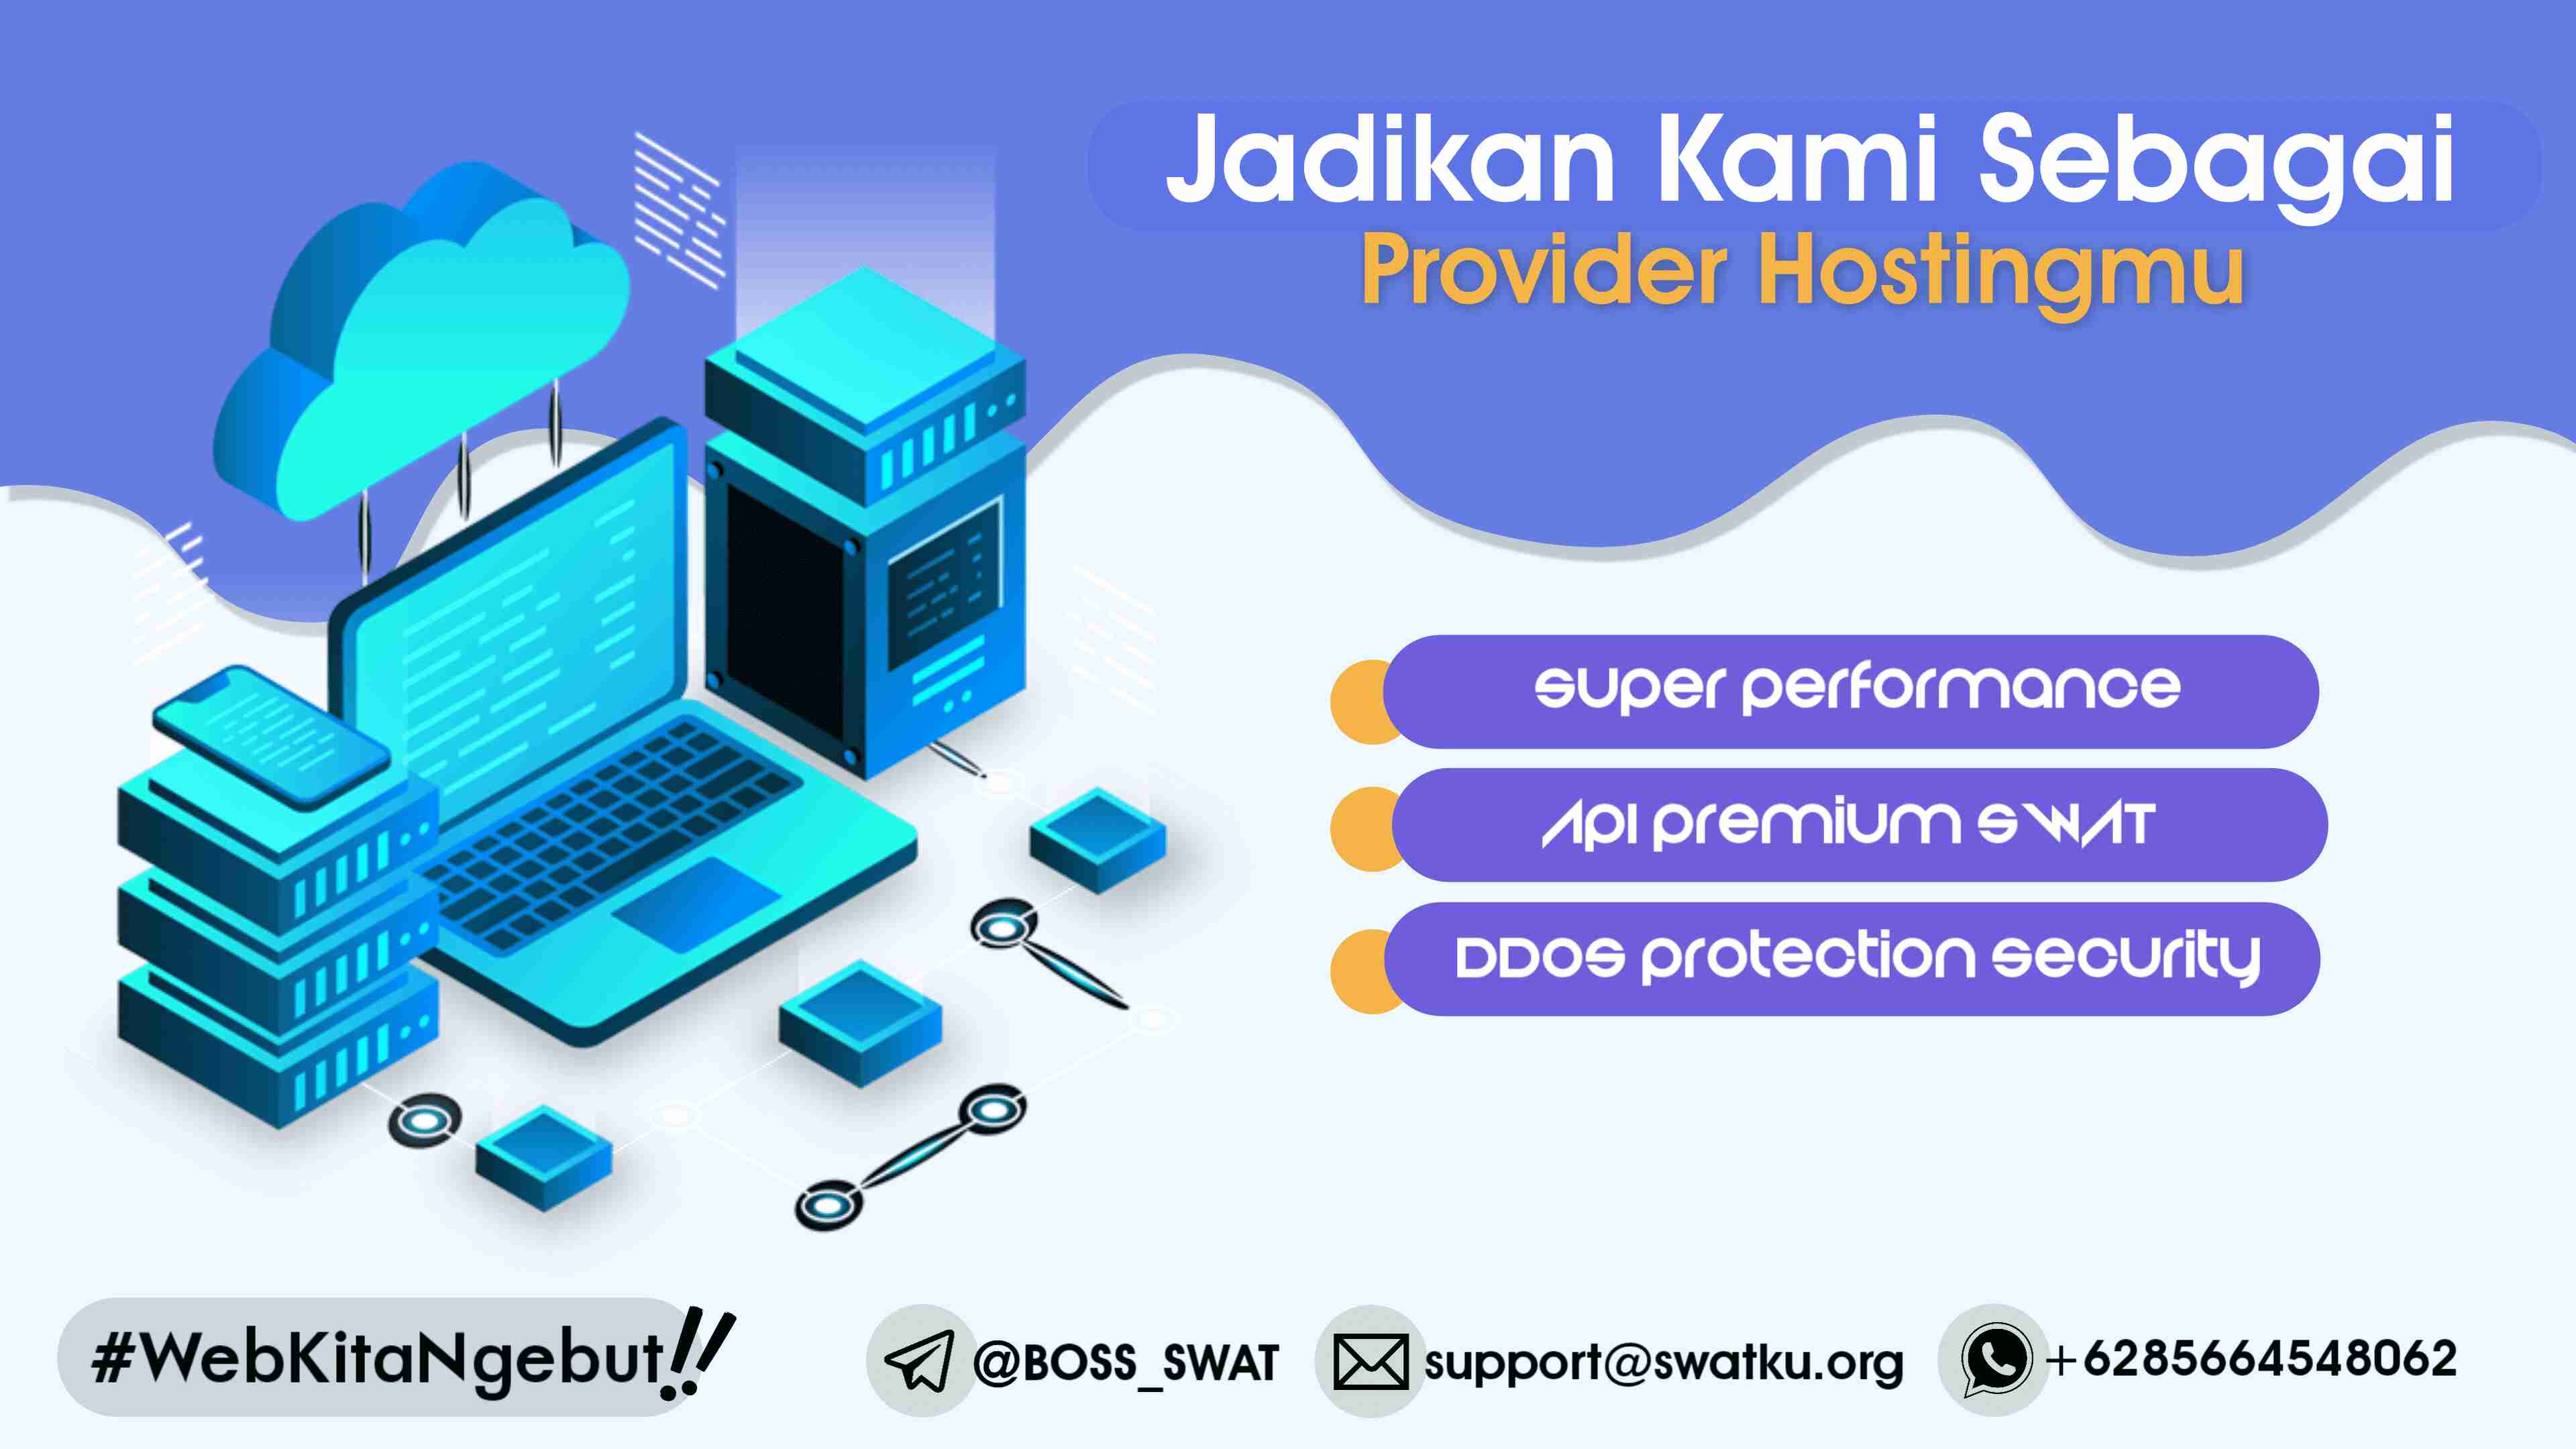 Jadikan Kami Sebagai
Provider Hostingmu
super performance
Api premium SWAT
DDOS protection security
#WebKitaNgebut!!
@BOSS_SWAT
support@swatku.org
+6285664548062